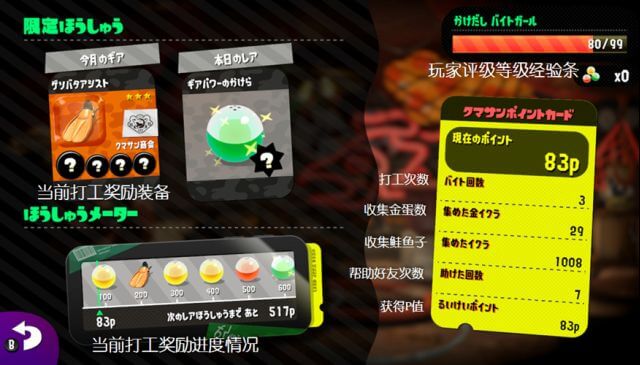 限定ほうしゅう
今月のギア
本日のレア
グソバタアシスト
ギアパワーのかけら
クマサン商会
? ? ? ?
?
当前打工奖励装备
ほうしゅうメーター
100 200 300 400 500 600
83p
次のレアほうしゅうまで あと 517p
当前打工奖励进度情况
B
かけだし バイトガール
80/99
玩家评级等级经验条
x0
クマサンポイントカード
現在のポイント
83p
打工次数
バイト回数
3
收集金蛋数
集めた金イクラ
29
收集鲑鱼子
集めたイクラ
1008
帮助好友次数
助けた回数
7
获得P值
るいけいポイント
83p